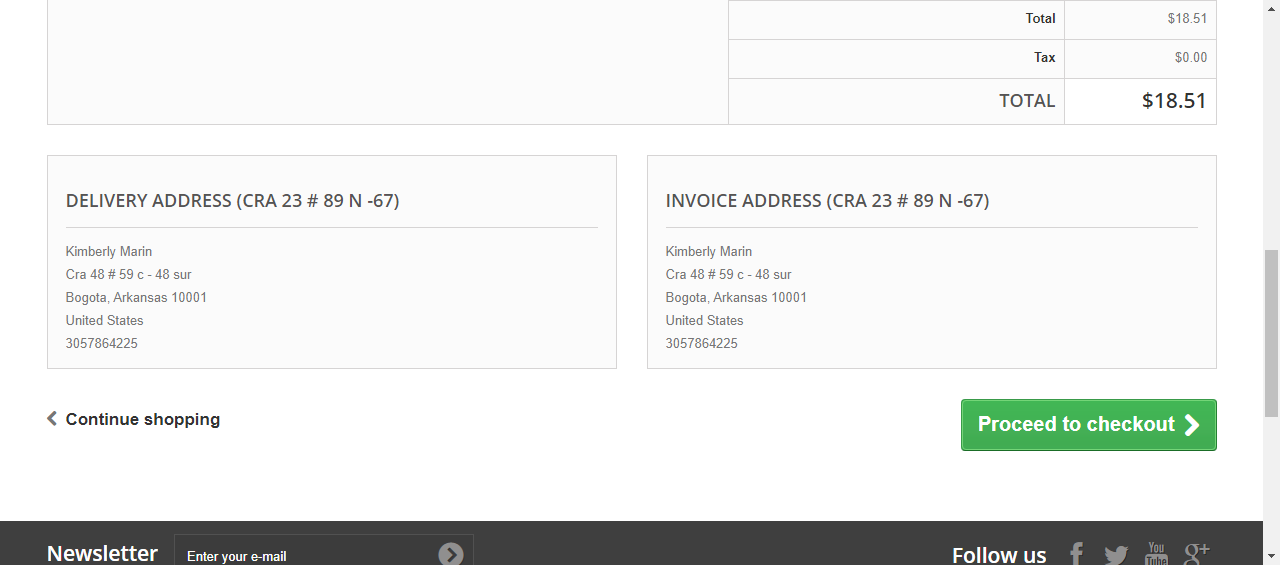 Total $18.51
Tax $0.00
TOTAL $18.51
DELIVERY ADDRESS (CRA 23 # 89 N -67)
Kimberly Marin
Cra 48 # 59 c - 48 sur
Bogota, Arkansas 10001
United States
3057864225
INVOICE ADDRESS (CRA 23 # 89 N -67)
Kimberly Marin
Cra 48 # 59 c - 48 sur
Bogota, Arkansas 10001
United States
3057864225
Continue shopping
Proceed to checkout
Newsletter
Enter your e-mail
Follow us
You
Tube